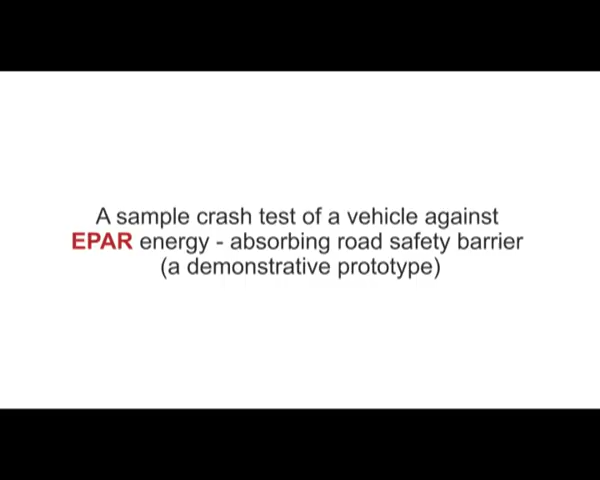 A sample crash test of a vehicle against
EPAR energy - absorbing road safety barrier
(a demonstrative prototype)